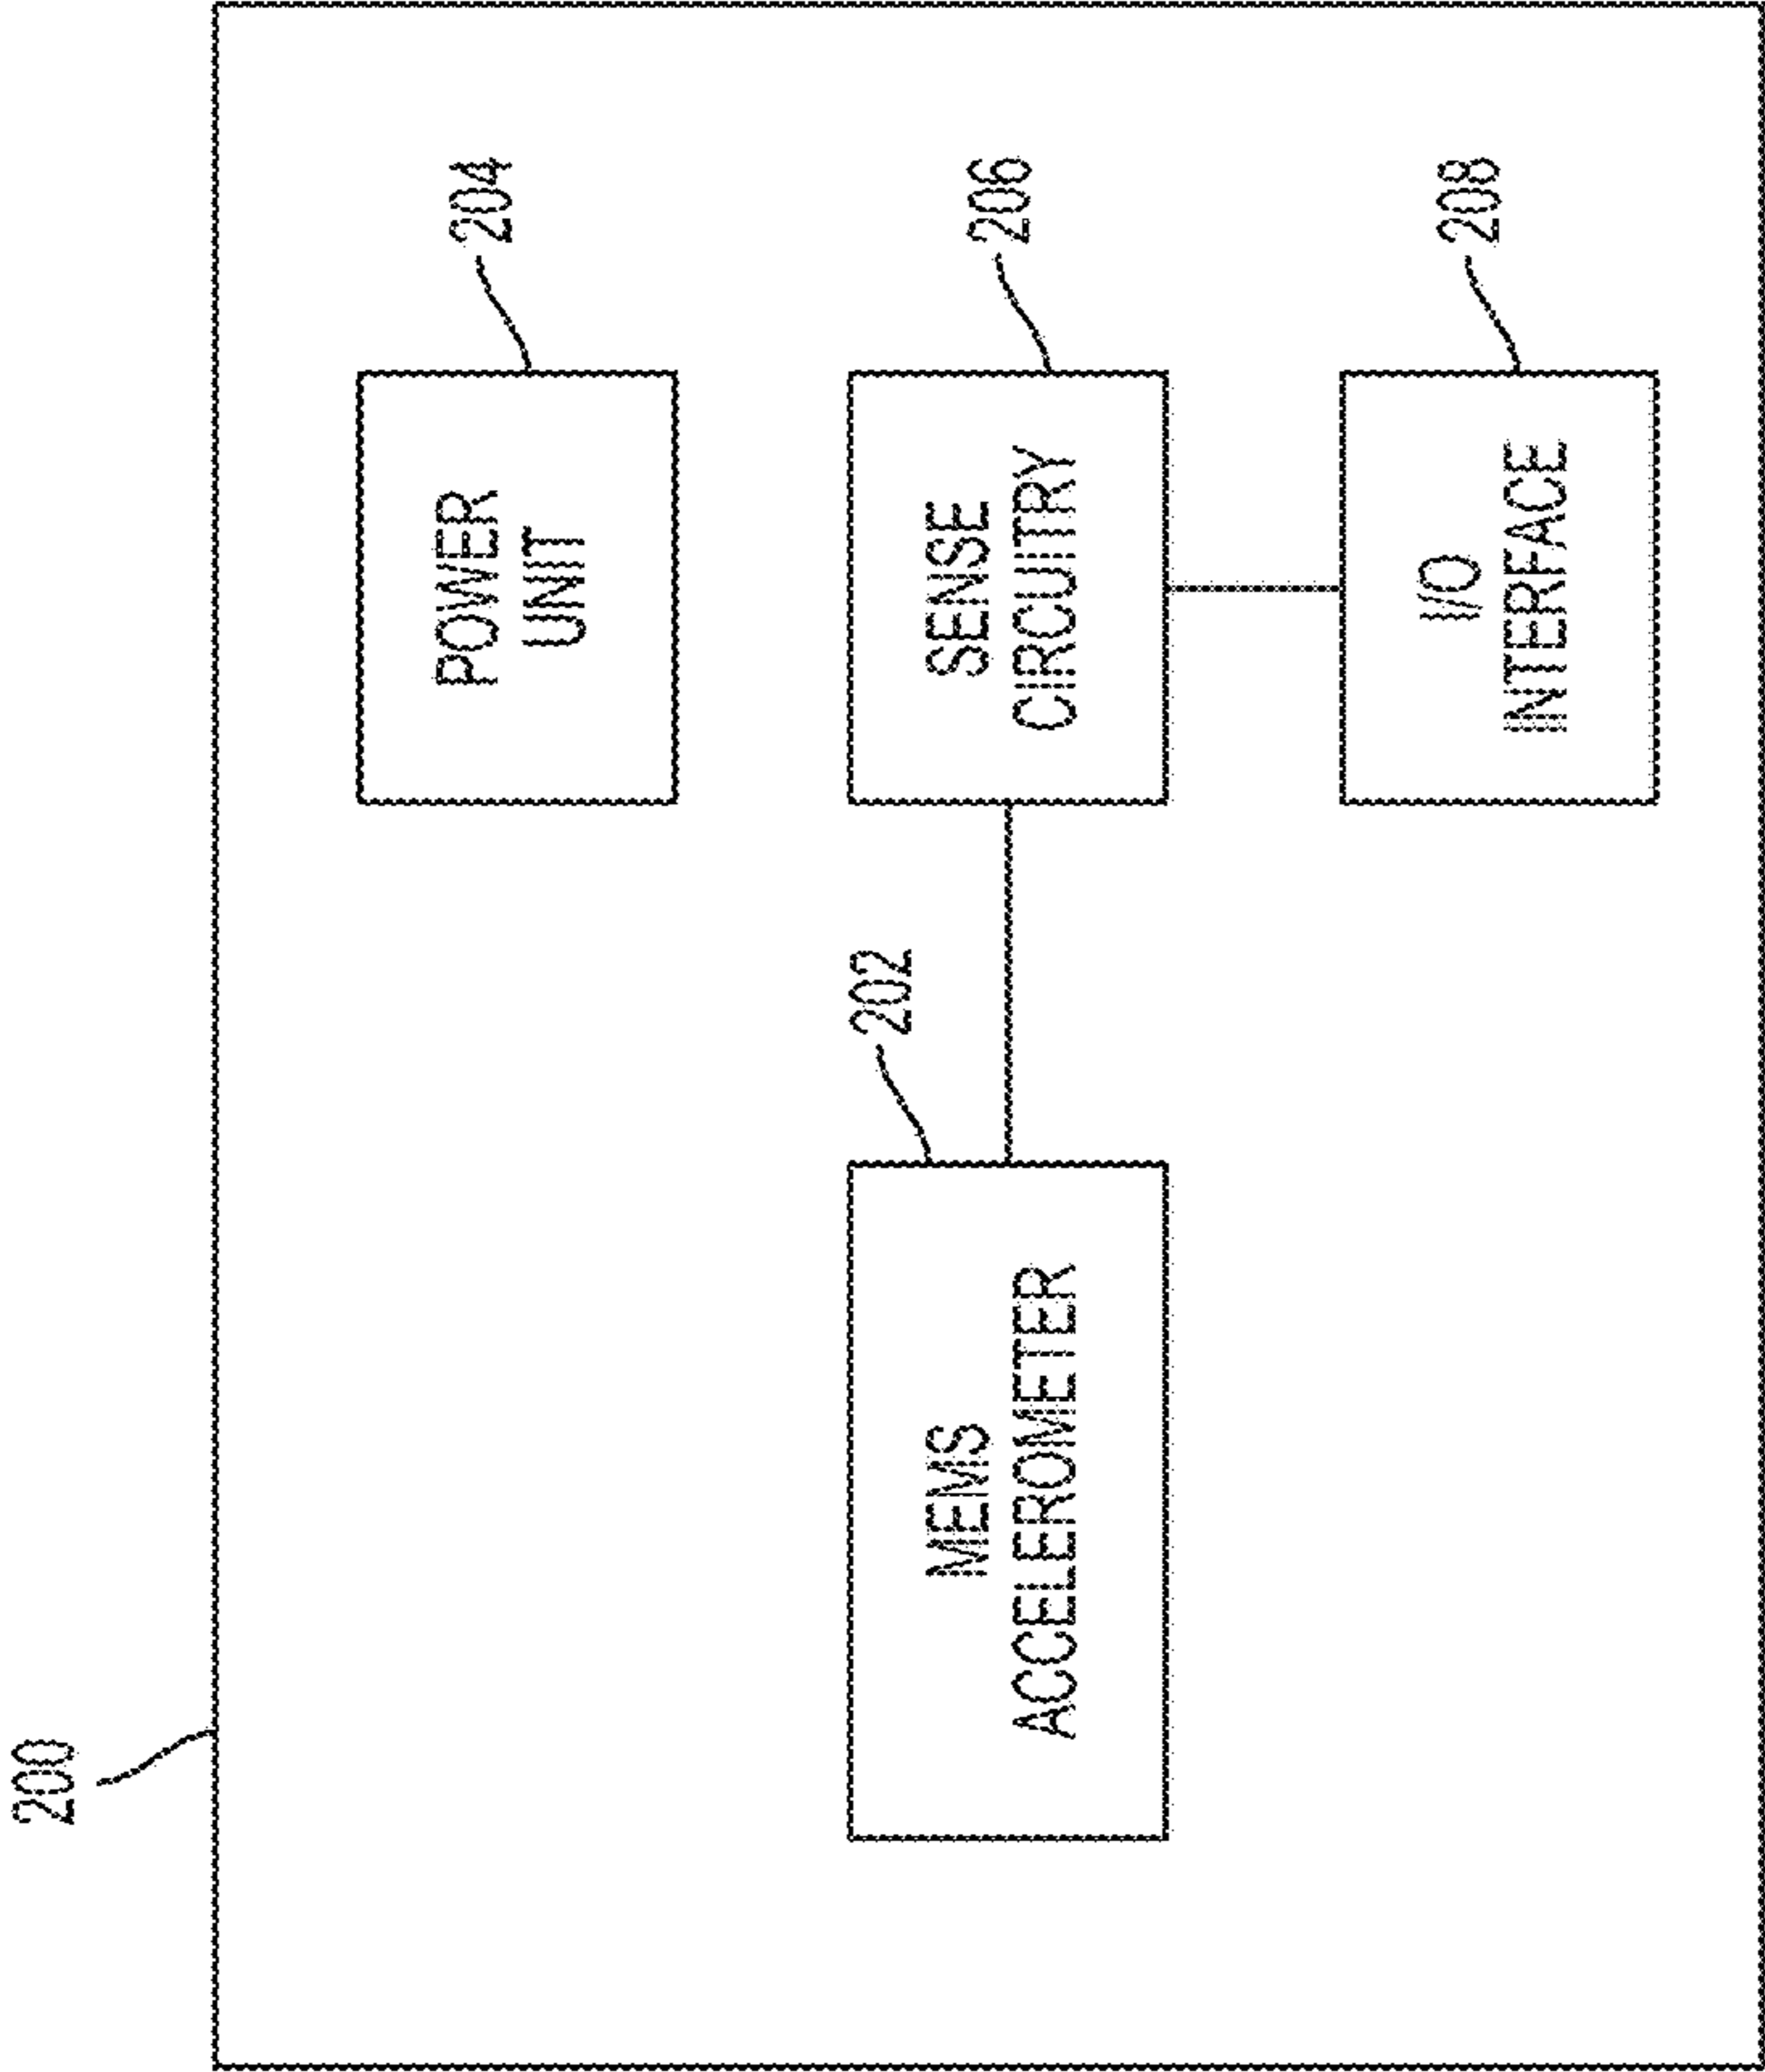 200
POWER
UNIT
204
MEMS
ACCELEROMETER
202
SENSE
CIRCUITRY
206
I/O
INTERFACE
208